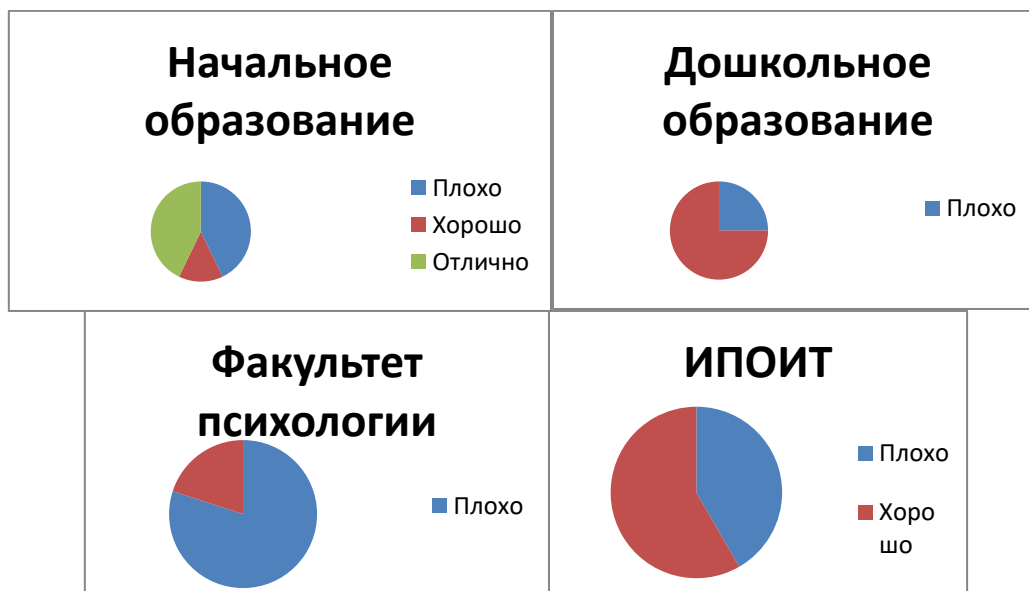 Начальное
образование
Плохо
Хорошо
Отлично
Дошкольное
образование
Плохо
Факультет
психологии
Плохо
ИПОИТ
Плохо
Хоро
шо